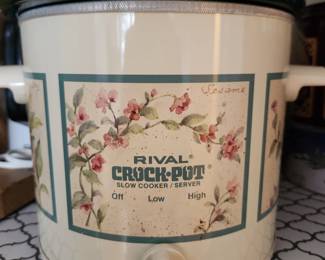 Sesame
RIVAL®
CROCK•POT®
SLOW COOKER / SERVER
Off Low High